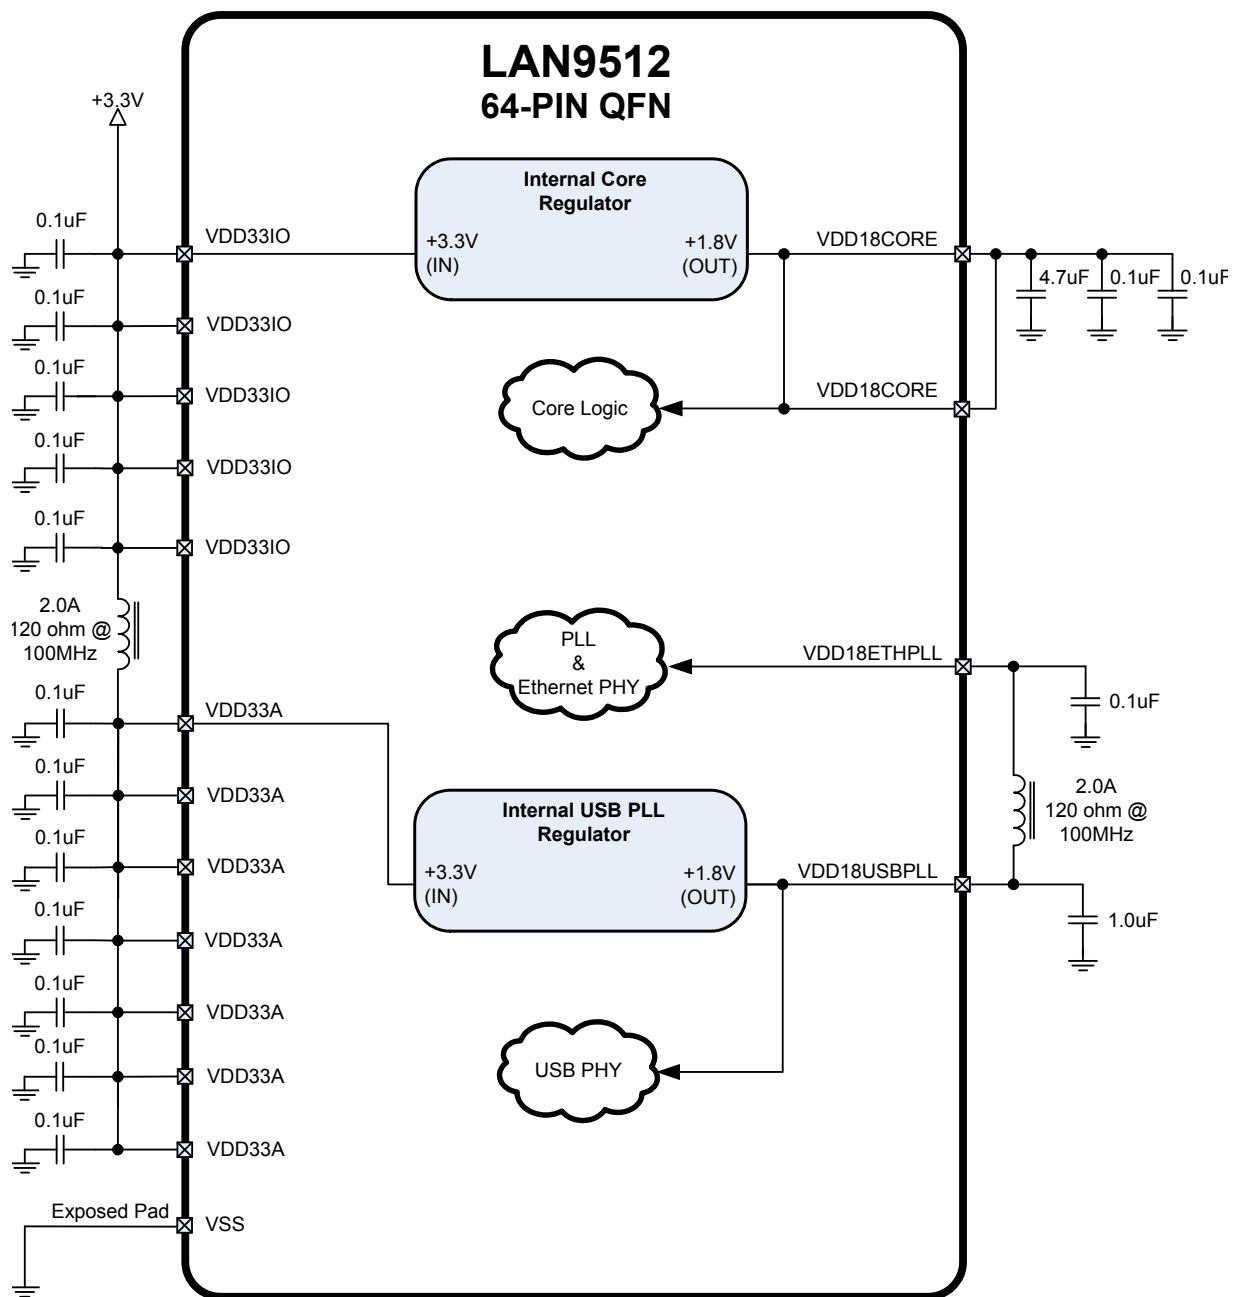 LAN9512
64-PIN QFN
+3.3V
Internal Core
Regulator
+3.3V
(IN)
+1.8V
(OUT)
0.1uF
VDD33IO
VDD18CORE
4.7uF
0.1uF
0.1uF
0.1uF
VDD33IO
0.1uF
VDD33IO
Core Logic
VDD18CORE
0.1uF
VDD33IO
0.1uF
VDD33IO
2.0A
120 ohm @
100MHz
PLL
&
Ethernet PHY
VDD18ETHPLL
0.1uF
0.1uF
VDD33A
2.0A
120 ohm @
100MHz
0.1uF
VDD33A
Internal USB PLL
Regulator
+3.3V
(IN)
+1.8V
(OUT)
VDD18USBPLL
1.0uF
0.1uF
VDD33A
0.1uF
VDD33A
0.1uF
VDD33A
0.1uF
VDD33A
USB PHY
0.1uF
VDD33A
Exposed Pad
VSS